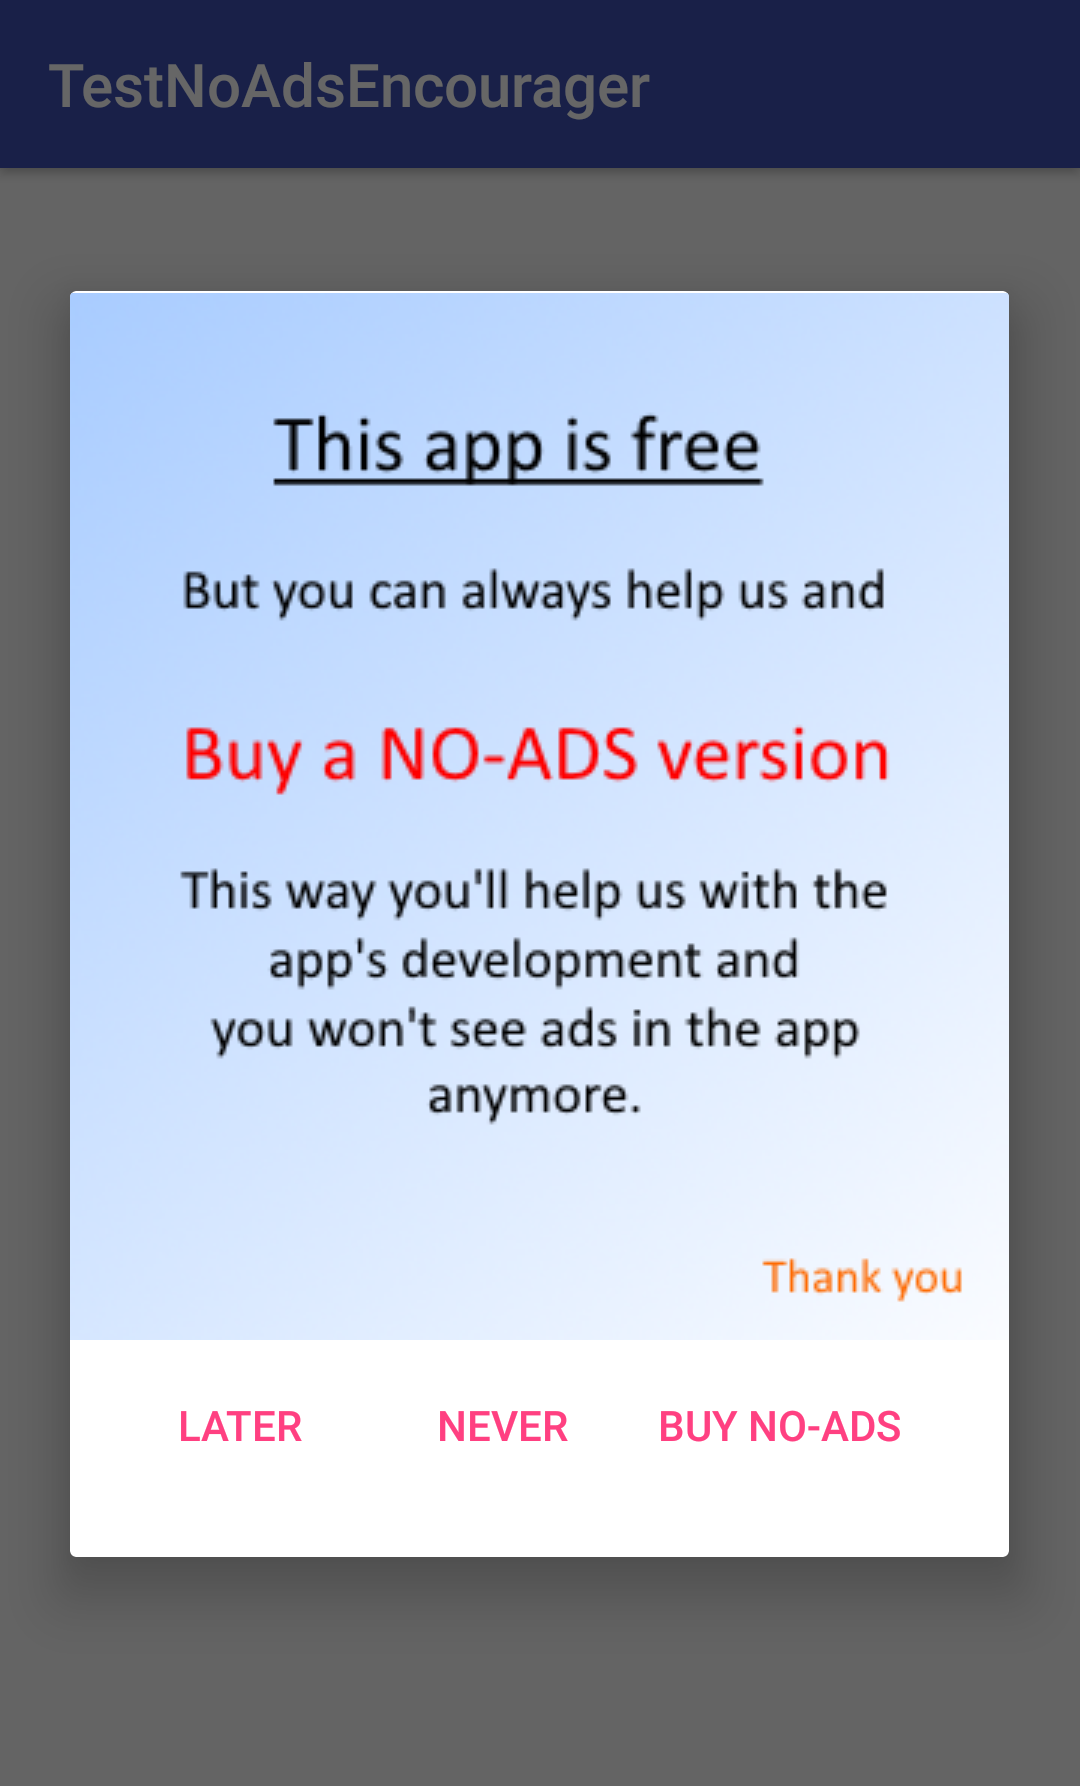 TestNoAdsEncourager
This app is free
But you can always help us and
Buy a NO-ADS version
This way you'll help us with the
app's development and
you won't see ads in the app
anymore.
Thank you
LATER NEVER BUY NO-ADS